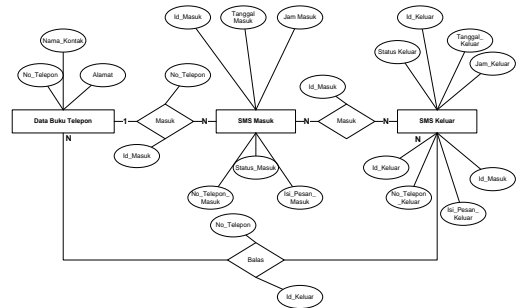 Id_Masuk
Tanggal
Masuk
Jam Masuk
Id_Keluar
Nama_Kontak
Tanggal_
Keluar
Status Keluar
Jam_Keluar
No_Telepon
Alamat
No_Telepon
Id_Masuk
Data Buku Telepon
1
Masuk
N
SMS Masuk
N
Masuk
N
SMS Keluar
N
N
Id_Masuk
Status_Masuk
Id_Keluar
Id_Masuk
No_Telepon_
Masuk
Isi_Pesan_
Masuk
No_Telepon_
Keluar
Isi_Pesan_
Keluar
No_Telepon
Balas
Id_Keluar